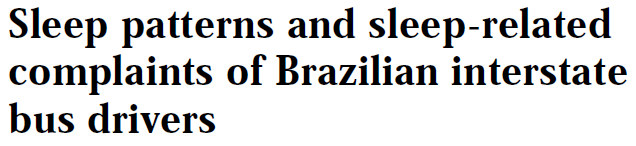 Sleep patterns and sleep-related
complaints of Brazilian interstate
bus drivers